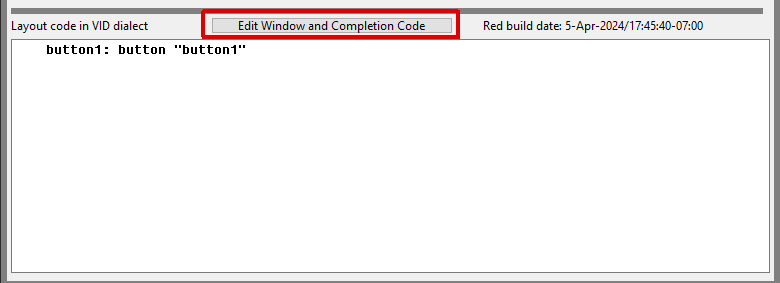 Layout code in VID dialect Edit Window and Completion Code Red build date: 5-Apr-2024/17:45:40-07:00
button1: button "button1"